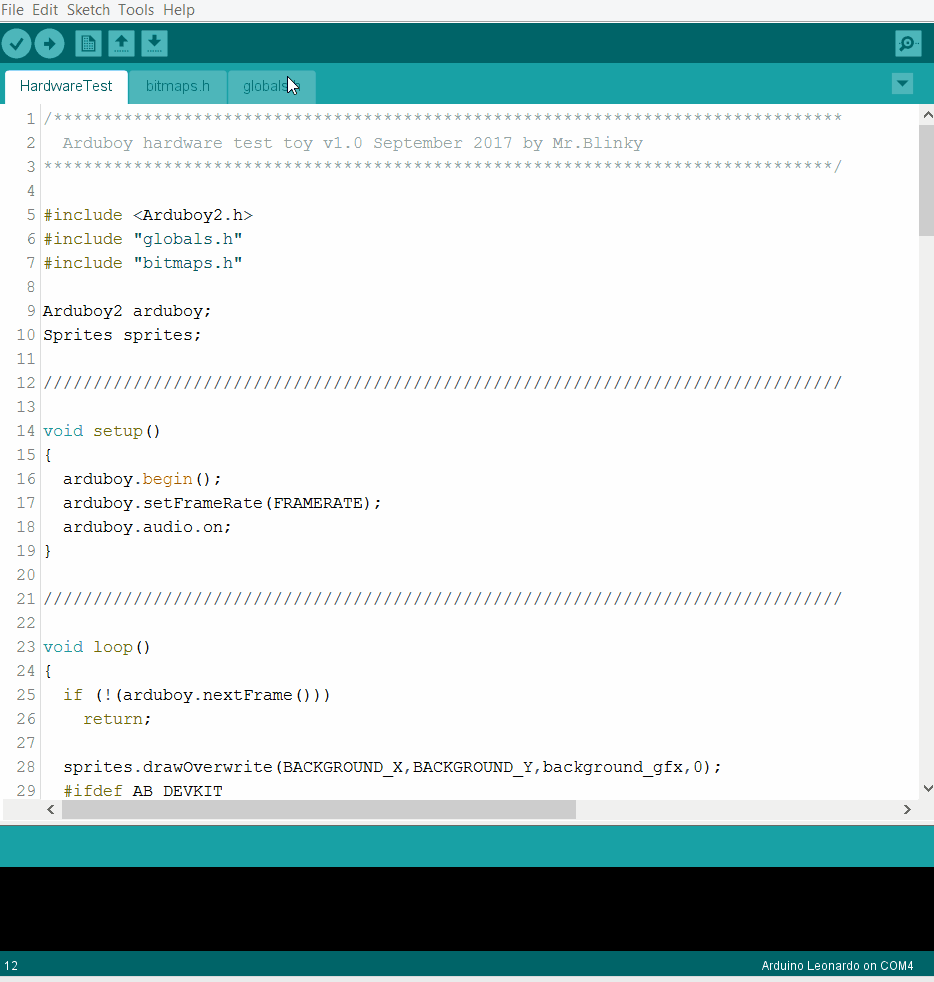 File Edit Sketch Tools Help
HardwareTest bitmaps.h globals.h
1 /*******************************************************************************
2   Arduboy hardware test toy v1.0 September 2017 by Mr.Blinky
3 *******************************************************************************/
4
5 #include <Arduboy2.h>
6 #include "globals.h"
7 #include "bitmaps.h"
8
9 Arduboy2 arduboy;
10 Sprites sprites;
11
12 ////////////////////////////////////////////////////////////////////////////////
13
14 void setup()
15 {
16   arduboy.begin();
17   arduboy.setFrameRate(FRAMERATE);
18   arduboy.audio.on;
19 }
20
21 ////////////////////////////////////////////////////////////////////////////////
22
23 void loop()
24 {
25   if (!(arduboy.nextFrame()))
26     return;
27
28   sprites.drawOverwrite(BACKGROUND_X,BACKGROUND_Y,background_gfx,0);
29   #ifdef AB_DEVKIT
12 Arduino Leonardo on COM4